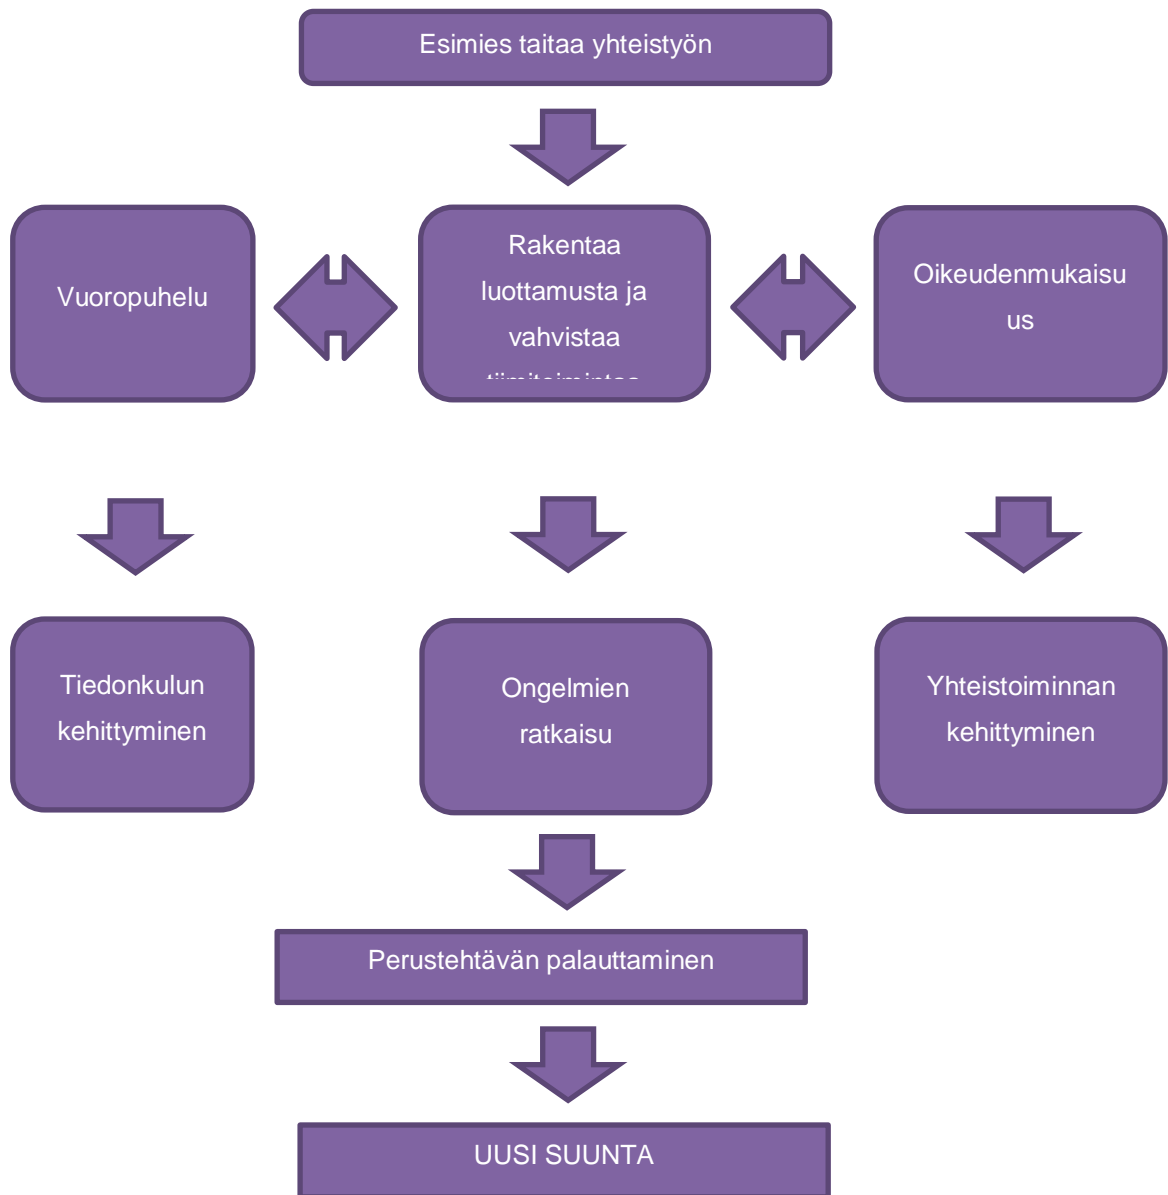 Esimies taitaa yhteistyön
Vuoropuhelu
Rakentaa
luottamusta ja
vahvistaa
Oikeudenmukaisu
us
Tiedonkulun
kehittyminen
Ongelmien
ratkaisu
Yhteistoiminnan
kehittyminen
Perustehtävän palauttaminen
UUSI SUUNTA